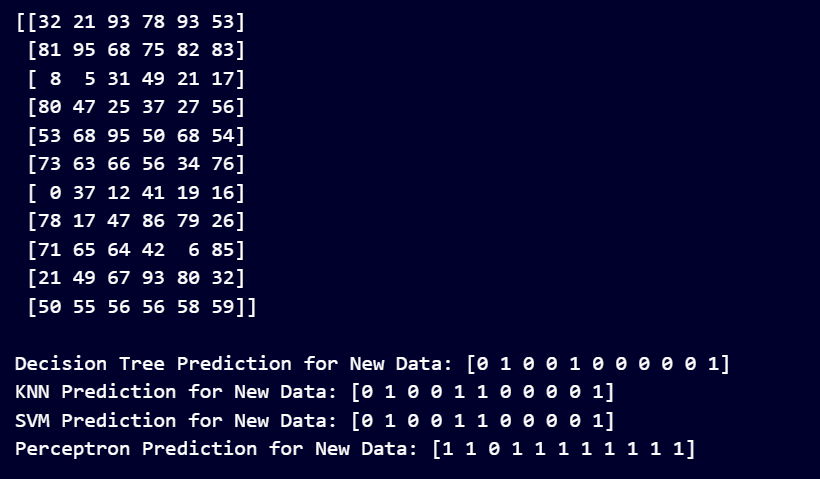 [[32 21 93 78 93 53]
 [81 95 68 75 82 83]
 [ 8  5 31 49 21 17]
 [80 47 25 37 27 56]
 [53 68 95 50 68 54]
 [73 63 66 56 34 76]
 [ 0 37 12 41 19 16]
 [78 17 47 86 79 26]
 [71 65 64 42  6 85]
 [21 49 67 93 80 32]
 [50 55 56 56 58 59]]
Decision Tree Prediction for New Data: [0 1 0 0 1 0 0 0 0 0 1]
KNN Prediction for New Data: [0 1 0 0 1 1 0 0 0 0 1]
SVM Prediction for New Data: [0 1 0 0 1 1 0 0 0 0 1]
Perceptron Prediction for New Data: [1 1 0 1 1 1 1 1 1 1 1]